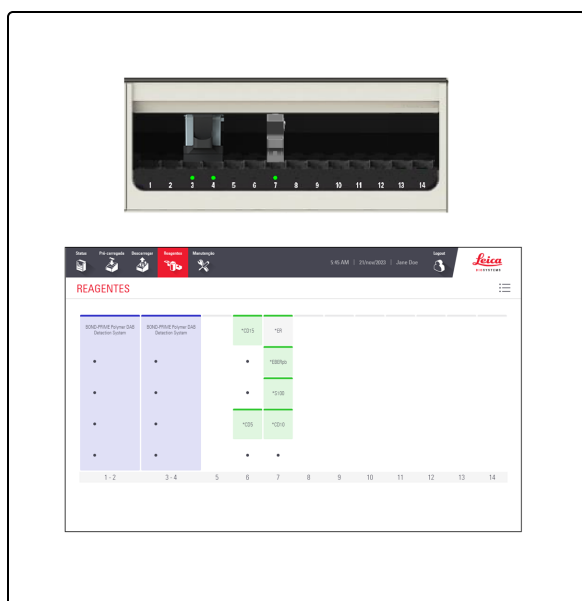 1 2 3 4 5 6 7 8 9 10 11 12 13 14
Status Pré-carregada Descarregar Reagentes Manutenção 5:45 AM | 21/nov/2023 | Jane Doe Logout Leica
BIOSYSTEMS
REAGENTES
BOND-PRIME Polymer DAB BOND-PRIME Polymer DAB
Detection System Detection System
*CD15 *ER
*S100
*CD5 *CD10
1 - 2 3 - 4 5 6 7 8 9 10 11 12 13 14